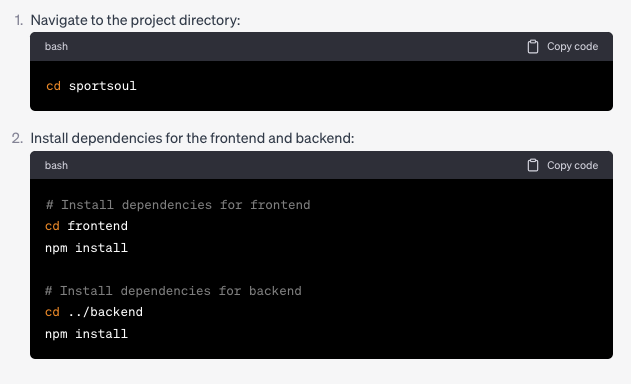 1. Navigate to the project directory:
bash Copy code
cd sportsoul
2. Install dependencies for the frontend and backend:
bash Copy code
# Install dependencies for frontend
cd frontend
npm install
# Install dependencies for backend
cd ../backend
npm install